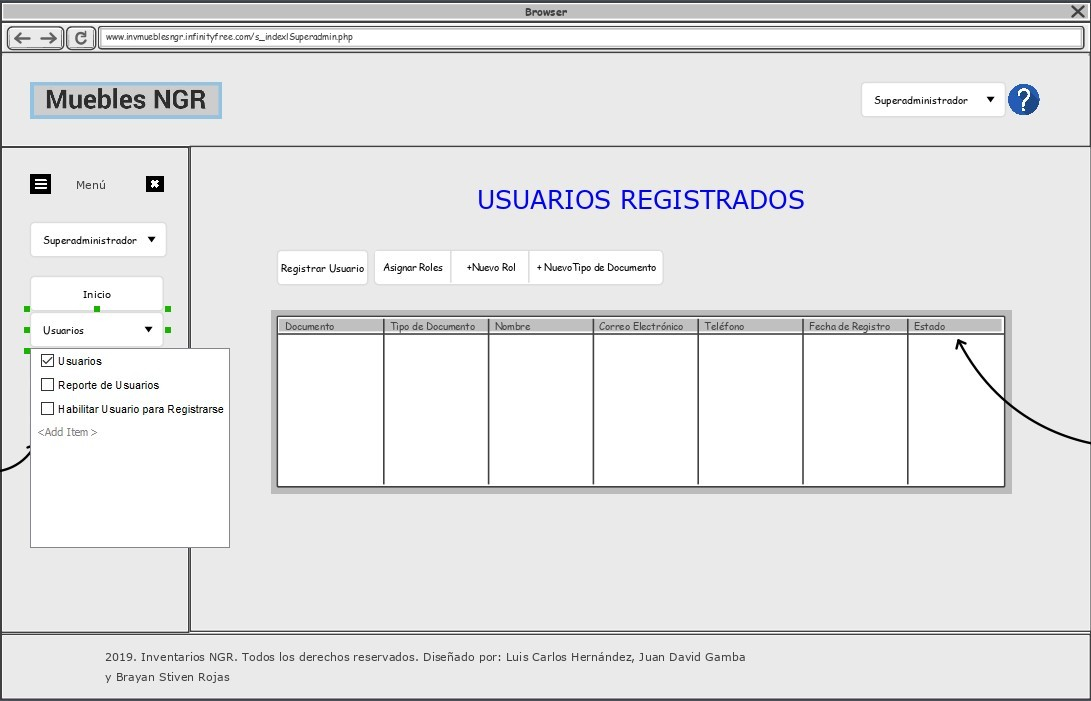 Browser
www.invmueblesngr.infinityfree.com/s_index|Superadmin.php
Muebles NGR
Superadministrador
?
Menú
USUARIOS REGISTRADOS
Superadministrador
Registrar Usuario
Asignar Roles
+Nuevo Rol
+ NuevoTipo de Documento
Inicio
Usuarios
Documento
Tipo de Documento
Nombre
Correo Electrónico
Teléfono
Fecha de Registro
Estado
Usuarios
Reporte de Usuarios
Habilitar Usuario para Registrarse
<Add Item >
2019. Inventarios NGR. Todos los derechos reservados. Diseñado por: Luis Carlos Hernández, Juan David Gamba
y Brayan Stiven Rojas